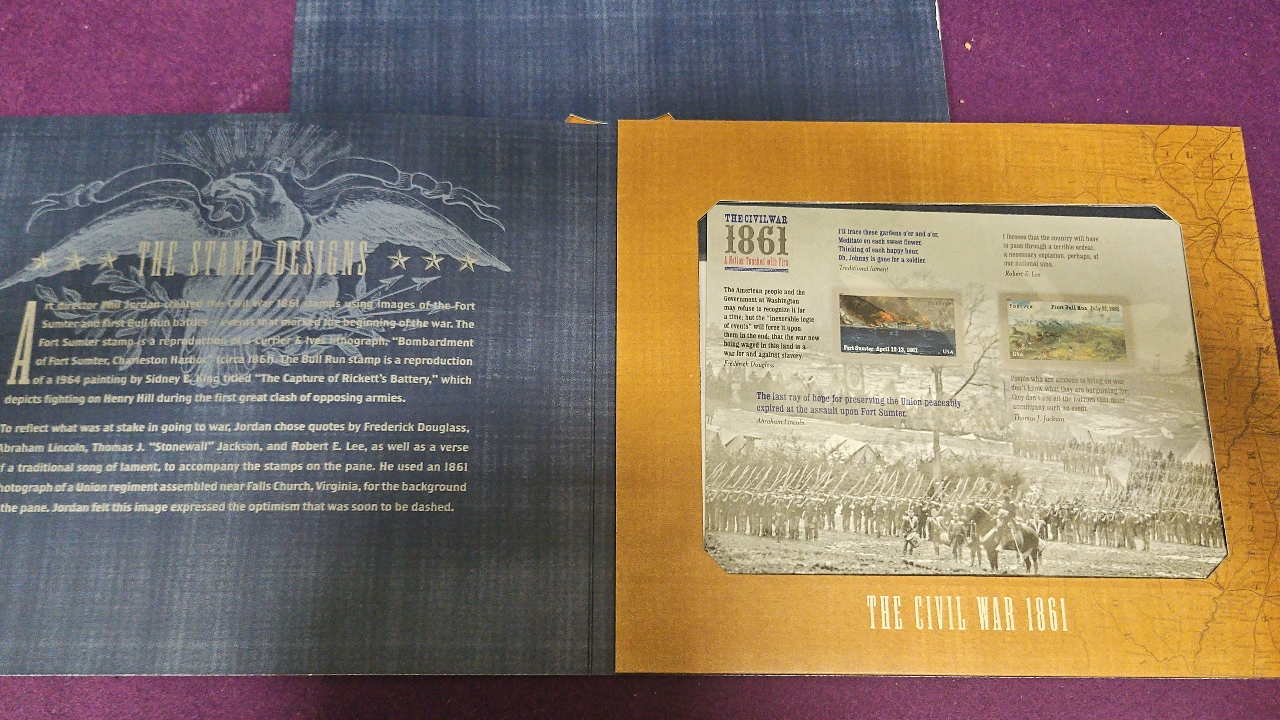 THE STAMP DESIGNS
Art director Phil Jordan created the Civil War 1861 stamps using images of the Fort
Sumter and First Bull Run battles—events that marked the beginning of the war. The
Fort Sumter stamp is a reproduction of a Currier & Ives lithograph, "Bombardment
of Fort Sumter, Charleston Harbor" (circa 1861). The Bull Run stamp is a reproduction
of a 1964 painting by Sidney E. King titled "The Capture of Rickett's Battery," which
depicts fighting on Henry Hill during the first great clash of opposing armies.
To reflect what was at stake in going to war, Jordan chose quotes by Frederick Douglass,
Abraham Lincoln, Thomas J. "Stonewall" Jackson, and Robert E. Lee, as well as a verse
f a traditional song of lament, to accompany the stamps on the pane. He used an 1861
hotograph of a Union regiment assembled near Falls Church, Virginia, for the background
the pane. Jordan felt this image expressed the optimism that was soon to be dashed.
THE CIVIL WAR
1861
A Nation Touched with Fire
I'll trace these gardens o'er and o'er,
Meditate on each sweet flower,
Thinking of each happy hour,
Oh, Johnny is gone for a soldier.
Traditional lament
I foresee that the country will have
to pass through a terrible ordeal,
a necessary expiation, perhaps, of
our national sins.
Robert E. Lee
The American people and the
Government at Washington
may refuse to recognize it for
a time; but the "inexorable logic
of events" will force it upon
them in the end; that the war now
being waged in this land is a
war for and against slavery.
Frederick Douglass
FOREVER
Fort Sumter April 12-13, 1861
USA
FOREVER
First Bull Run July 21, 1861
USA
The last ray of hope for preserving the Union peaceably
expired at the assault upon Fort Sumter.
Abraham Lincoln
People who are anxious to bring on war
don't know what they are bargaining for;
they don't see all the horrors that must
accompany such an event.
Thomas J. Jackson
THE CIVIL WAR 1861